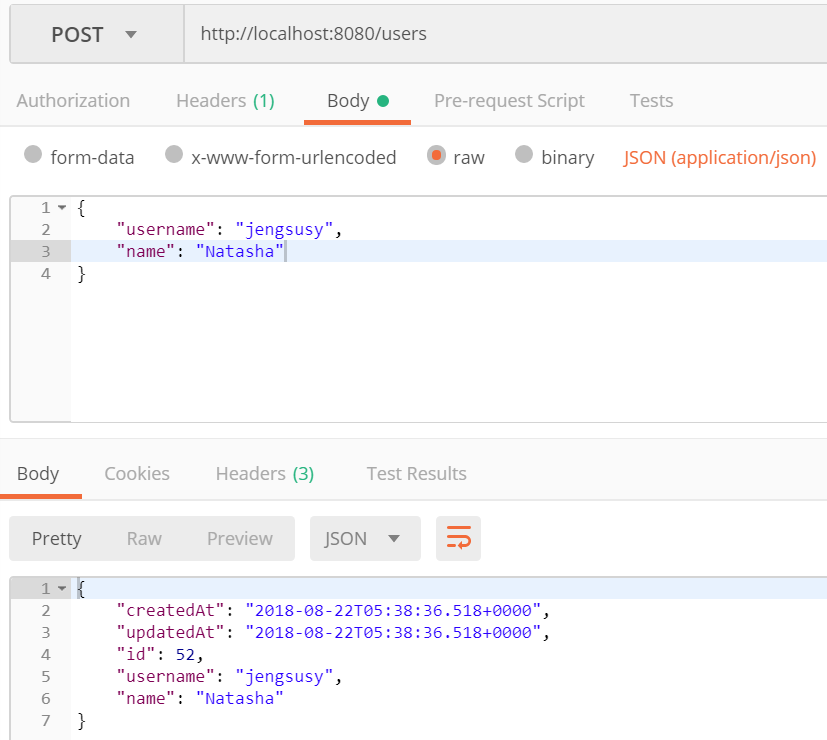 POST http://localhost:8080/users
Authorization Headers (1) Body Pre-request Script Tests
form-data x-www-form-urlencoded raw binary JSON (application/json)
1 {
2 "username": "jengsusy",
3 "name": "Natasha"
4 }
Body Cookies Headers (3) Test Results
Pretty Raw Preview JSON
1 {
2 "createdAt": "2018-08-22T05:38:36.518+0000",
3 "updatedAt": "2018-08-22T05:38:36.518+0000",
4 "id": 52,
5 "username": "jengsusy",
6 "name": "Natasha"
7 }